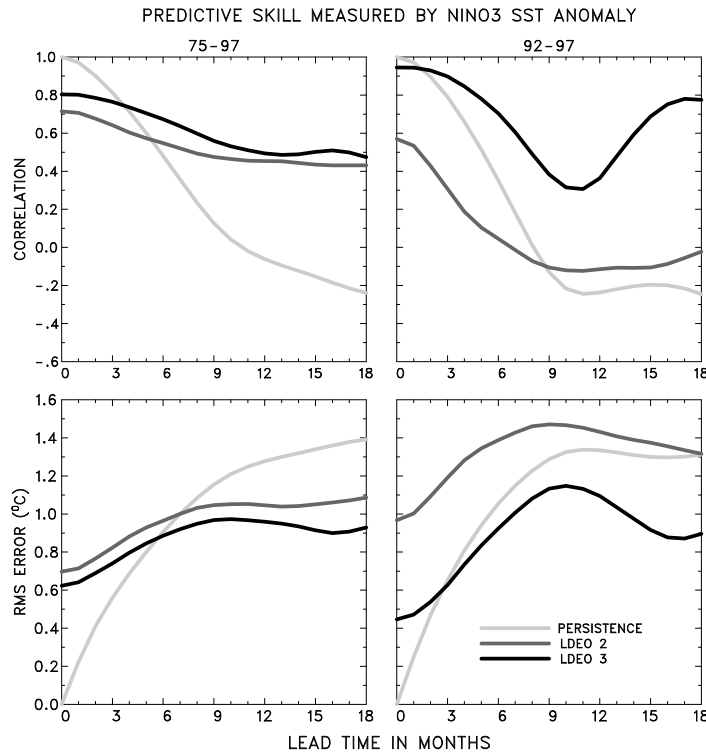 PREDICTIVE SKILL MEASURED BY NINO3 SST ANOMALY
75-97
92-97
CORRELATION
1.0
0.8
0.6
0.4
0.2
0.0
-.2
-.4
-.6
0 3 6 9 12 15 18
0 3 6 9 12 15 18
RMS ERROR (°C)
1.6
1.4
1.2
1.0
0.8
0.6
0.4
0.2
0.0
PERSISTENCE
LDEO 2
LDEO 3
0 3 6 9 12 15 18
0 3 6 9 12 15 18
LEAD TIME IN MONTHS